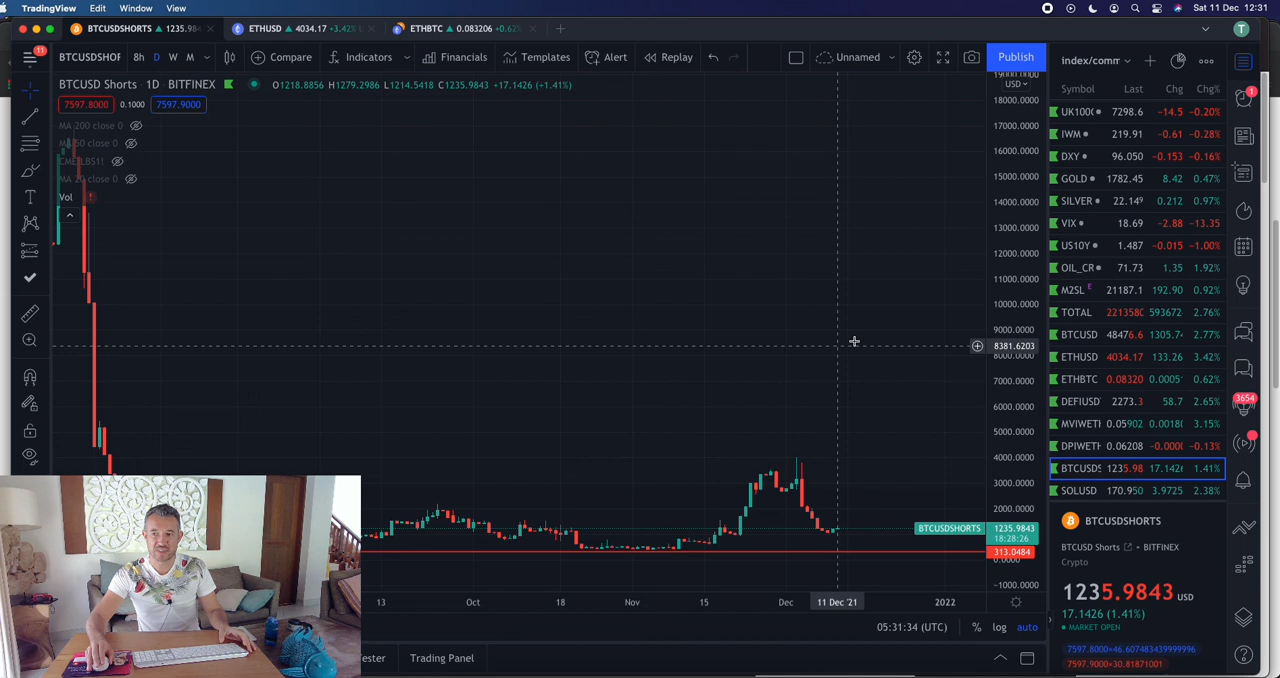 TradingView Edit Window View Sat 11 Dec 12:31
BTCUSDSHORTS ▲ 1235.98 ETHUSD ▲ 4034.17 +3.42% ETHBTC ▲ 0.083206 +0.62% T
11 BTCUSDSHOR 8h D W M Compare Indicators Financials Templates Alert Replay Unnamed Publish index/comm
BTCUSD Shorts · 1D · BITFINEX O1218.8856 H1279.2986 L1214.5418 C1235.9843 +17.1426 (+1.41%)
7597.8000 0.1000 7597.9000
MA 200 close 0
MA 50 close 0
MA 20 close 0
Vol
USD
19000.0000
18000.0000
17000.0000
16000.0000
15000.0000
14000.0000
13000.0000
12000.0000
11000.0000
10000.0000
9000.0000
8381.6203
8000.0000
7000.0000
6000.0000
5000.0000
4000.0000
3000.0000
2000.0000
BTCUSDSHORTS 1235.9843
18:28:26
313.0484
0.0000
−1000.0000
13 Oct 18 Nov 15 Dec 11 Dec '21 2022
05:31:34 (UTC) % log auto
ester Trading Panel
Symbol Last Chg Chg%
UK100 7298.6 −14.5 −0.20%
IWM 219.91 −0.61 −0.28%
DXY 96.050 −0.153 −0.16%
GOLD 1782.45 8.42 0.47%
SILVER 22.149 0.212 0.97%
VIX 18.69 −2.88 −13.35
US10Y 1.487 −0.015 −1.00%
OIL_CR 71.73 1.35 1.92%
M2SL E 21187.1 192.90 0.92%
TOTAL 221358 593672 2.76%
BTCUSD 48476.6 1305.7 2.77%
ETHUSD 4034.17 133.26 3.42%
ETHBTC 0.08320 0.0005 0.62%
DEFIUSD 2273.3 58.7 2.65%
MVIWETH 0.05902 0.0018 3.15%
DPIWETH 0.06208 −0.000 −0.13%
BTCUSDS 1235.98 17.1426 1.41%
SOLUSD 170.950 3.9725 2.38%
BTCUSDSHORTS
BTCUSD Shorts • BITFINEX
Crypto
1235.9843 USD
17.1426 (1.41%)
MARKET OPEN
7597.8000×46.607483439999996
7597.9000×30.81871001
1
3654